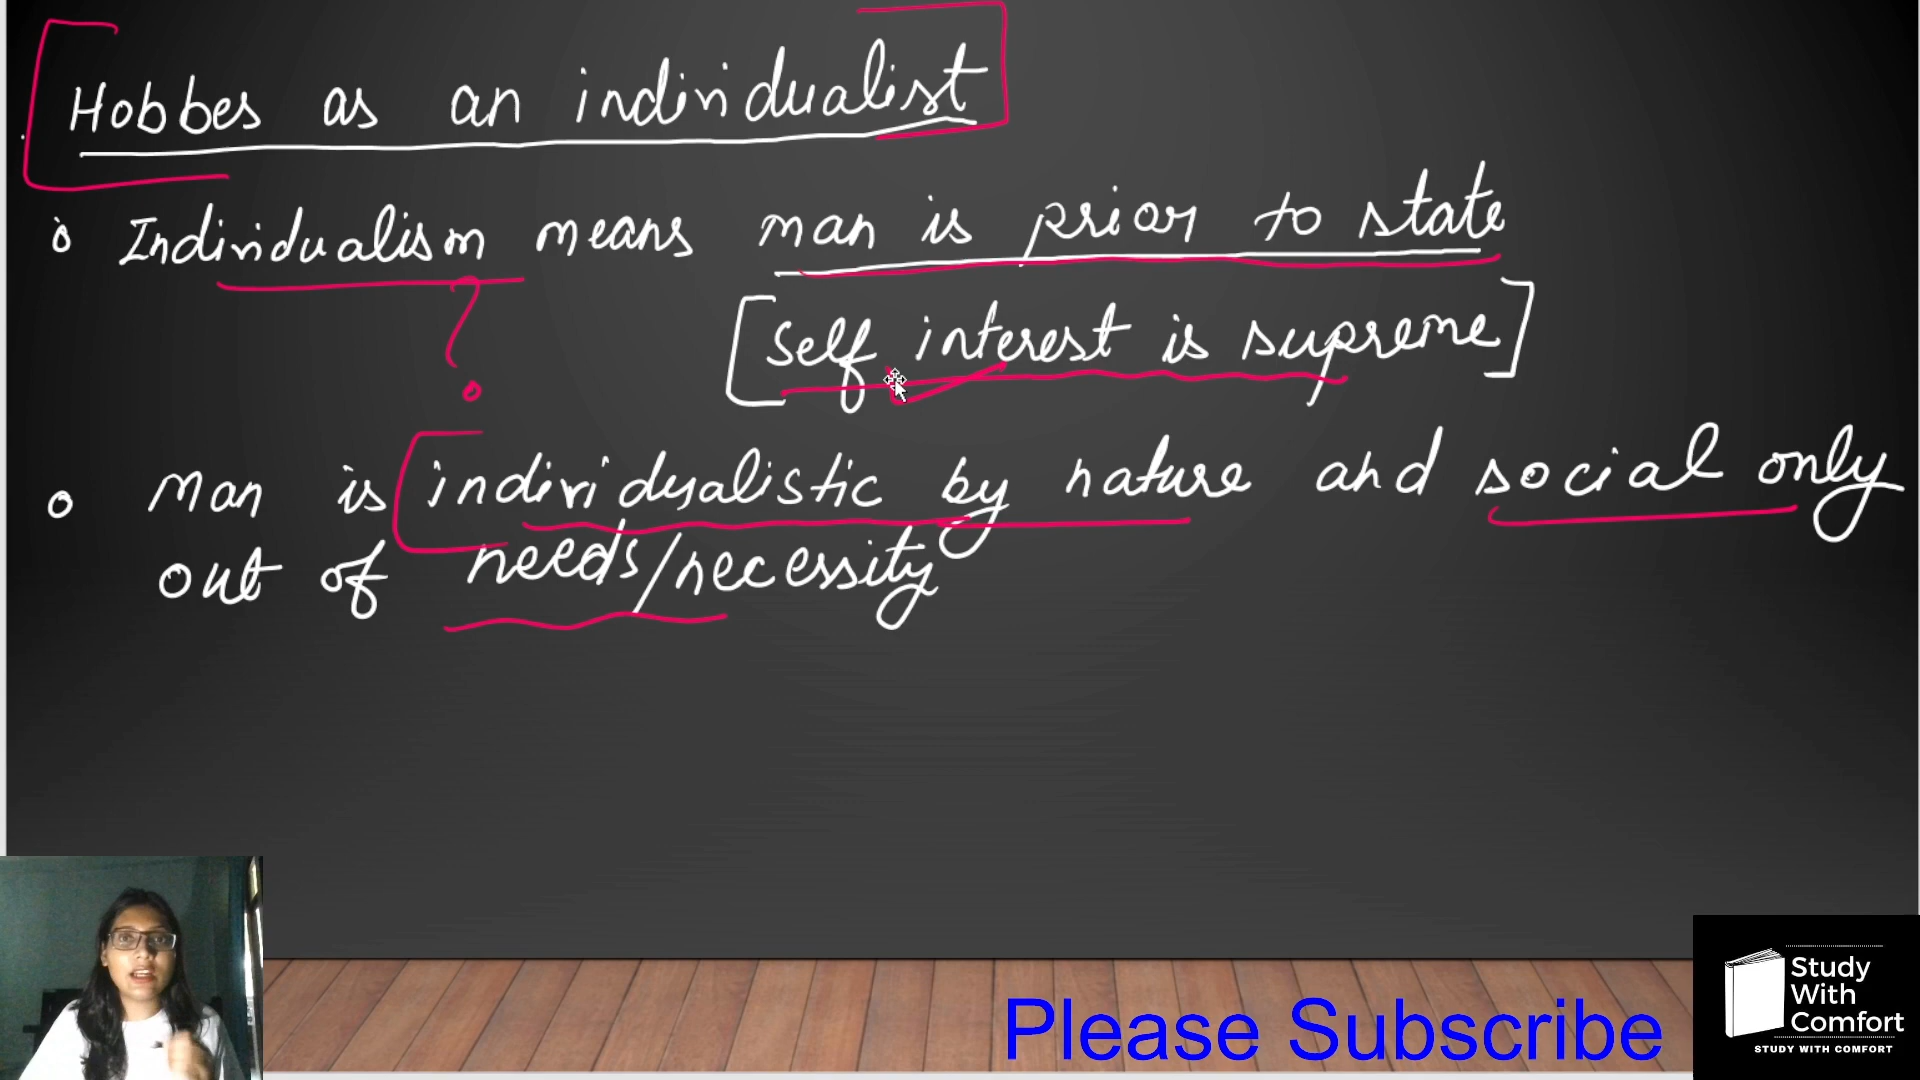 Hobbes as an individualist
Individualism means man is prior to state
?
[Self interest is supreme]
Man is individualistic by nature and social only
out of needs/necessity
Please Subscribe
Study
With
Comfort
STUDY WITH COMFORT